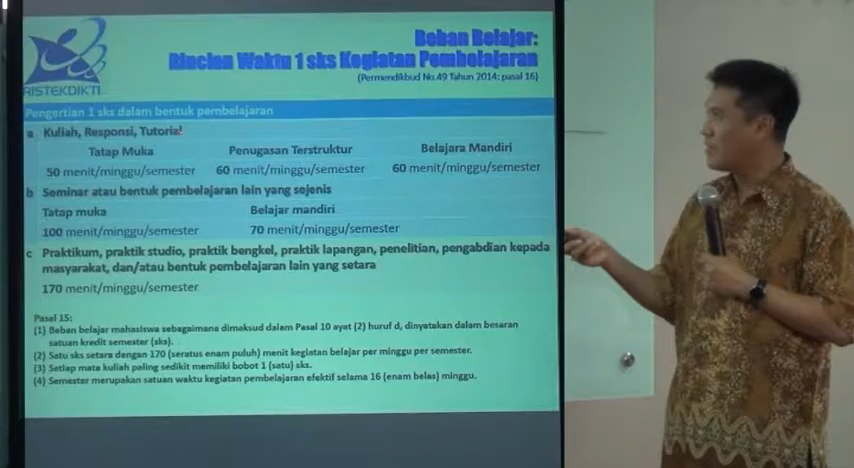 RISTEKDIKTI
Beban Belajar:
Rincian Waktu 1 sks Kegiatan Pembelajaran
(Permendikbud No.49 Tahun 2014: pasal 16)
Pengertian 1 sks dalam bentuk pembelajaran
a Kuliah, Responsi, Tutorial
Tatap Muka Penugasan Terstruktur Belajara Mandiri
50 menit/minggu/semester 60 menit/minggu/semester 60 menit/minggu/semester
b Seminar atau bentuk pembelajaran lain yang sejenis
Tatap muka Belajar mandiri
100 menit/minggu/semester 70 menit/minggu/semester
c Praktikum, praktik studio, praktik bengkel, praktik lapangan, penelitian, pengabdian kepada
masyarakat, dan/atau bentuk pembelajaran lain yang setara
170 menit/minggu/semester
Pasal 15:
(1) Beban belajar mahasiswa sebagaimana dimaksud dalam Pasal 10 ayat (2) huruf d, dinyatakan dalam besaran
satuan kredit semester (sks).
(2) Satu sks setara dengan 170 (seratus enam puluh) menit kegiatan belajar per minggu per semester.
(3) Setiap mata kuliah paling sedikit memiliki bobot 1 (satu) sks.
(4) Semester merupakan satuan waktu kegiatan pembelajaran efektif selama 16 (enam belas) minggu.